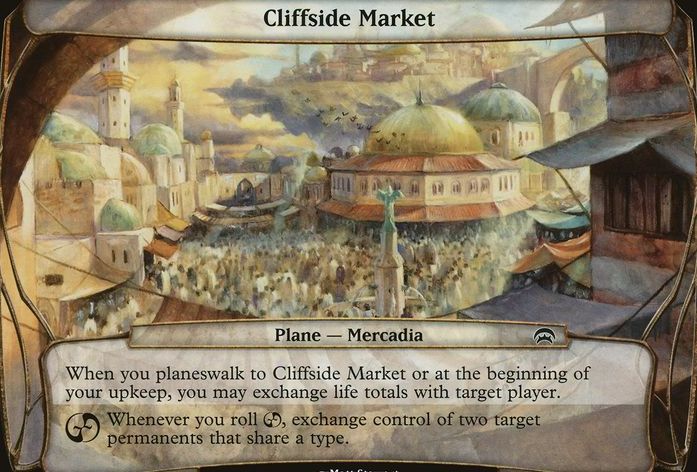 Cliffside Market
Plane — Mercadia
When you planeswalk to Cliffside Market or at the beginning of
your upkeep, you may exchange life totals with target player.
Whenever you roll , exchange control of two target
permanents that share a type.